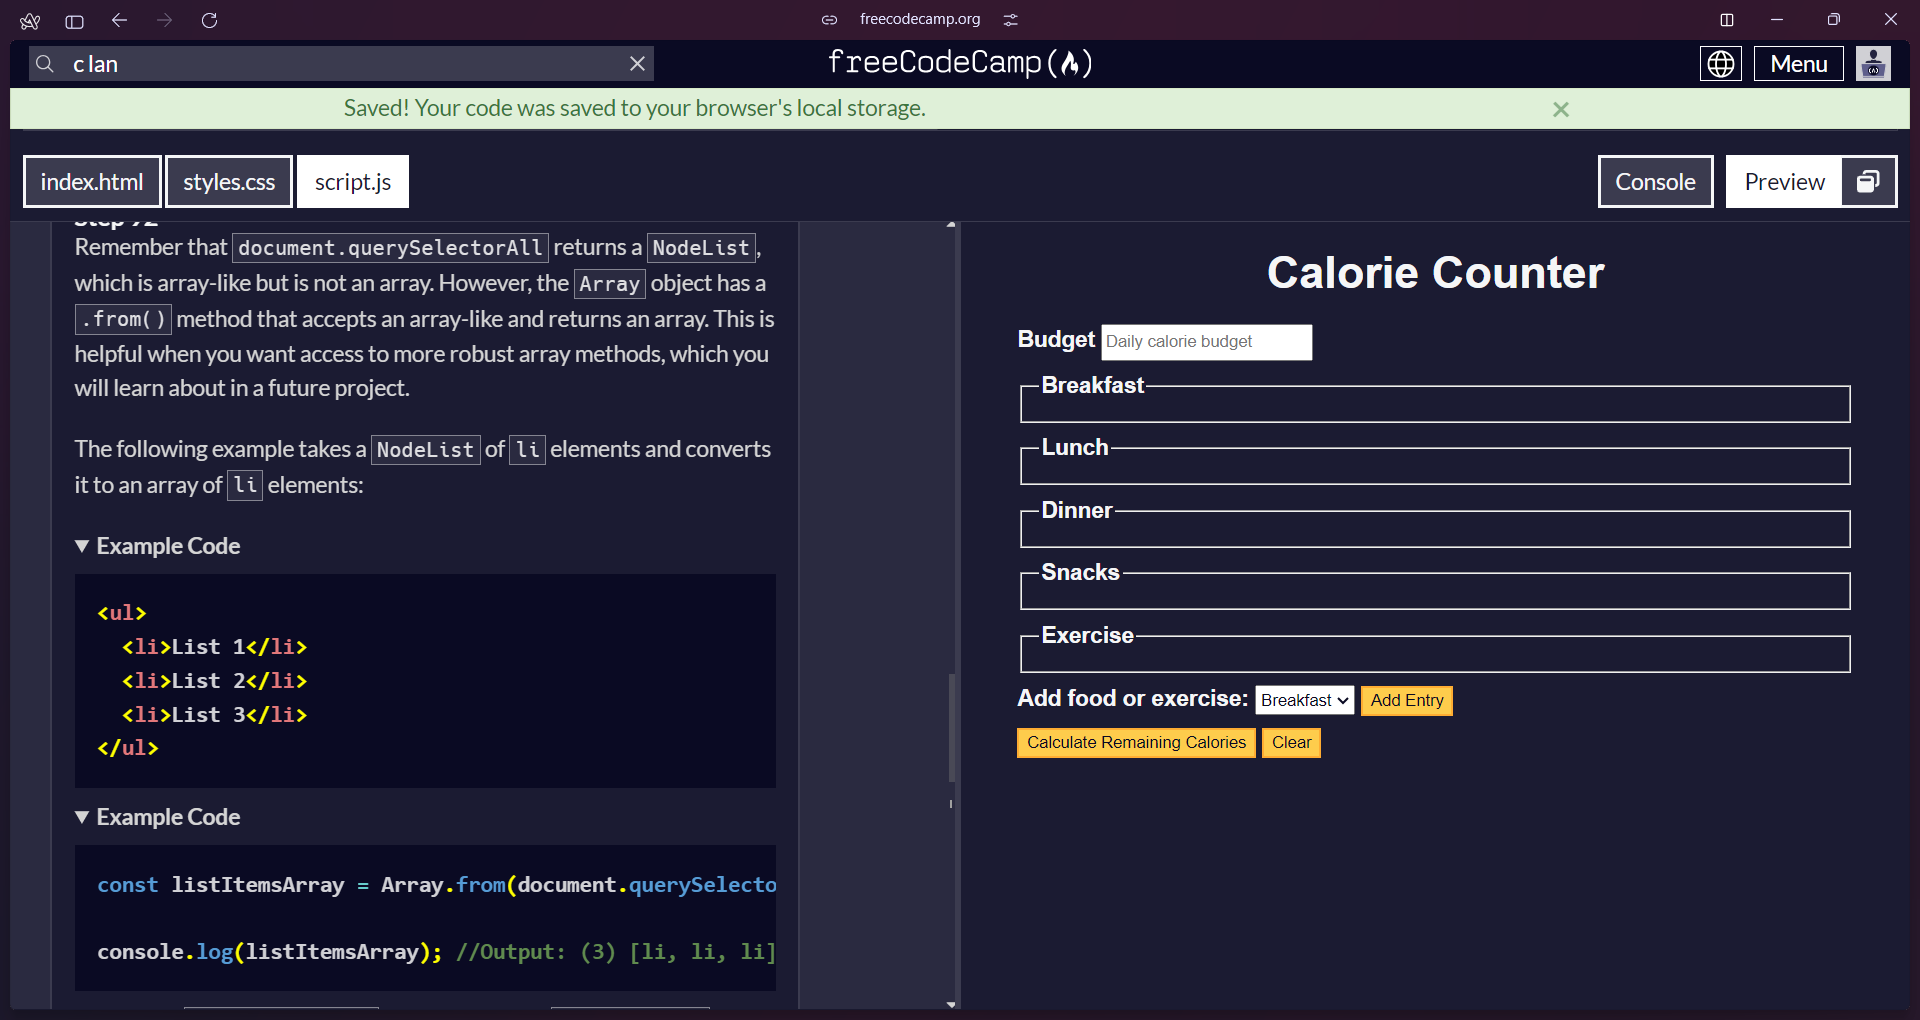 freecodecamp.org
c lan
freeCodeCamp
Menu
Saved! Your code was saved to your browser's local storage.
index.html
styles.css
script.js
Console
Preview
Remember that document.querySelectorAll returns a NodeList,
which is array-like but is not an array. However, the Array object has a
.from() method that accepts an array-like and returns an array. This is
helpful when you want access to more robust array methods, which you
will learn about in a future project.
The following example takes a NodeList of li elements and converts
it to an array of li elements:
Example Code
<ul>
<li>List 1</li>
<li>List 2</li>
<li>List 3</li>
</ul>
Example Code
const listItemsArray = Array.from(document.querySelecto
console.log(listItemsArray); //Output: (3) [li, li, li]
Calorie Counter
Budget Daily calorie budget
Breakfast
Lunch
Dinner
Snacks
Exercise
Add food or exercise: Breakfast Add Entry
Calculate Remaining Calories Clear